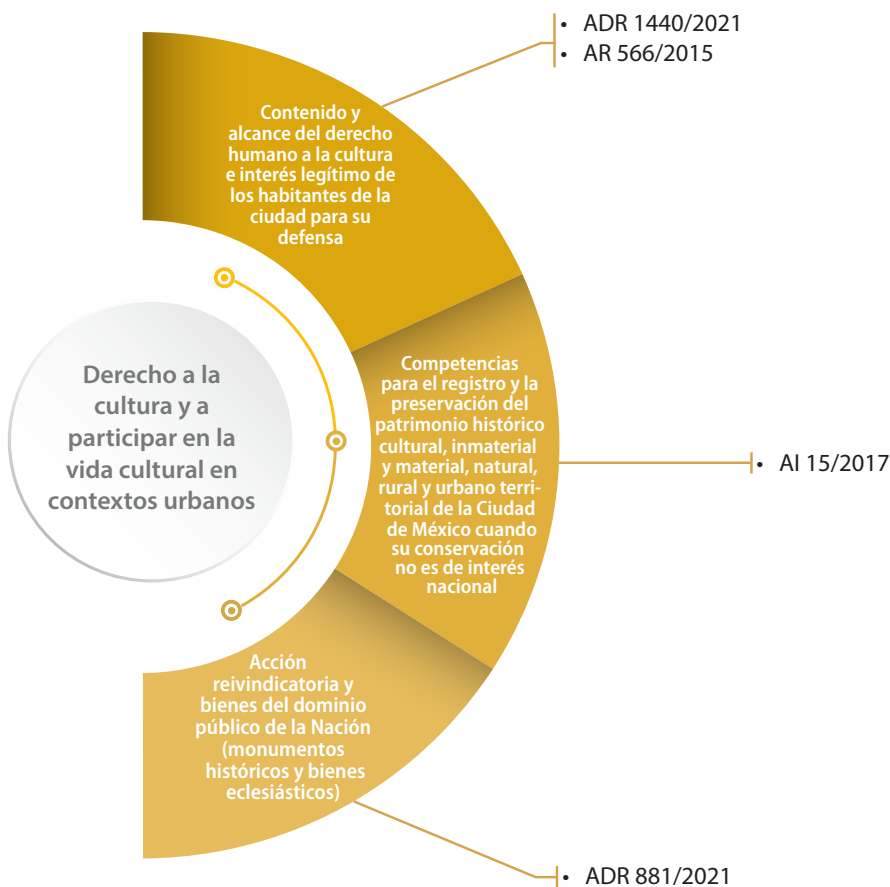 Derecho a la
cultura y a
participar en la
vida cultural en
contextos urbanos
Contenido y
alcance del derecho
humano a la cultura
e interés legítimo de
los habitantes de la
ciudad para su
defensa
• ADR 1440/2021
• AR 566/2015
Competencias
para el registro y la
preservación del
patrimonio histórico
cultural, inmaterial
y material, natural,
rural y urbano terri-
torial de la Ciudad
de México cuando
su conservación
no es de interés
nacional
• AI 15/2017
Acción
reivindicatoria y
bienes del dominio
público de la Nación
(monumentos
históricos y bienes
eclesiásticos)
• ADR 881/2021